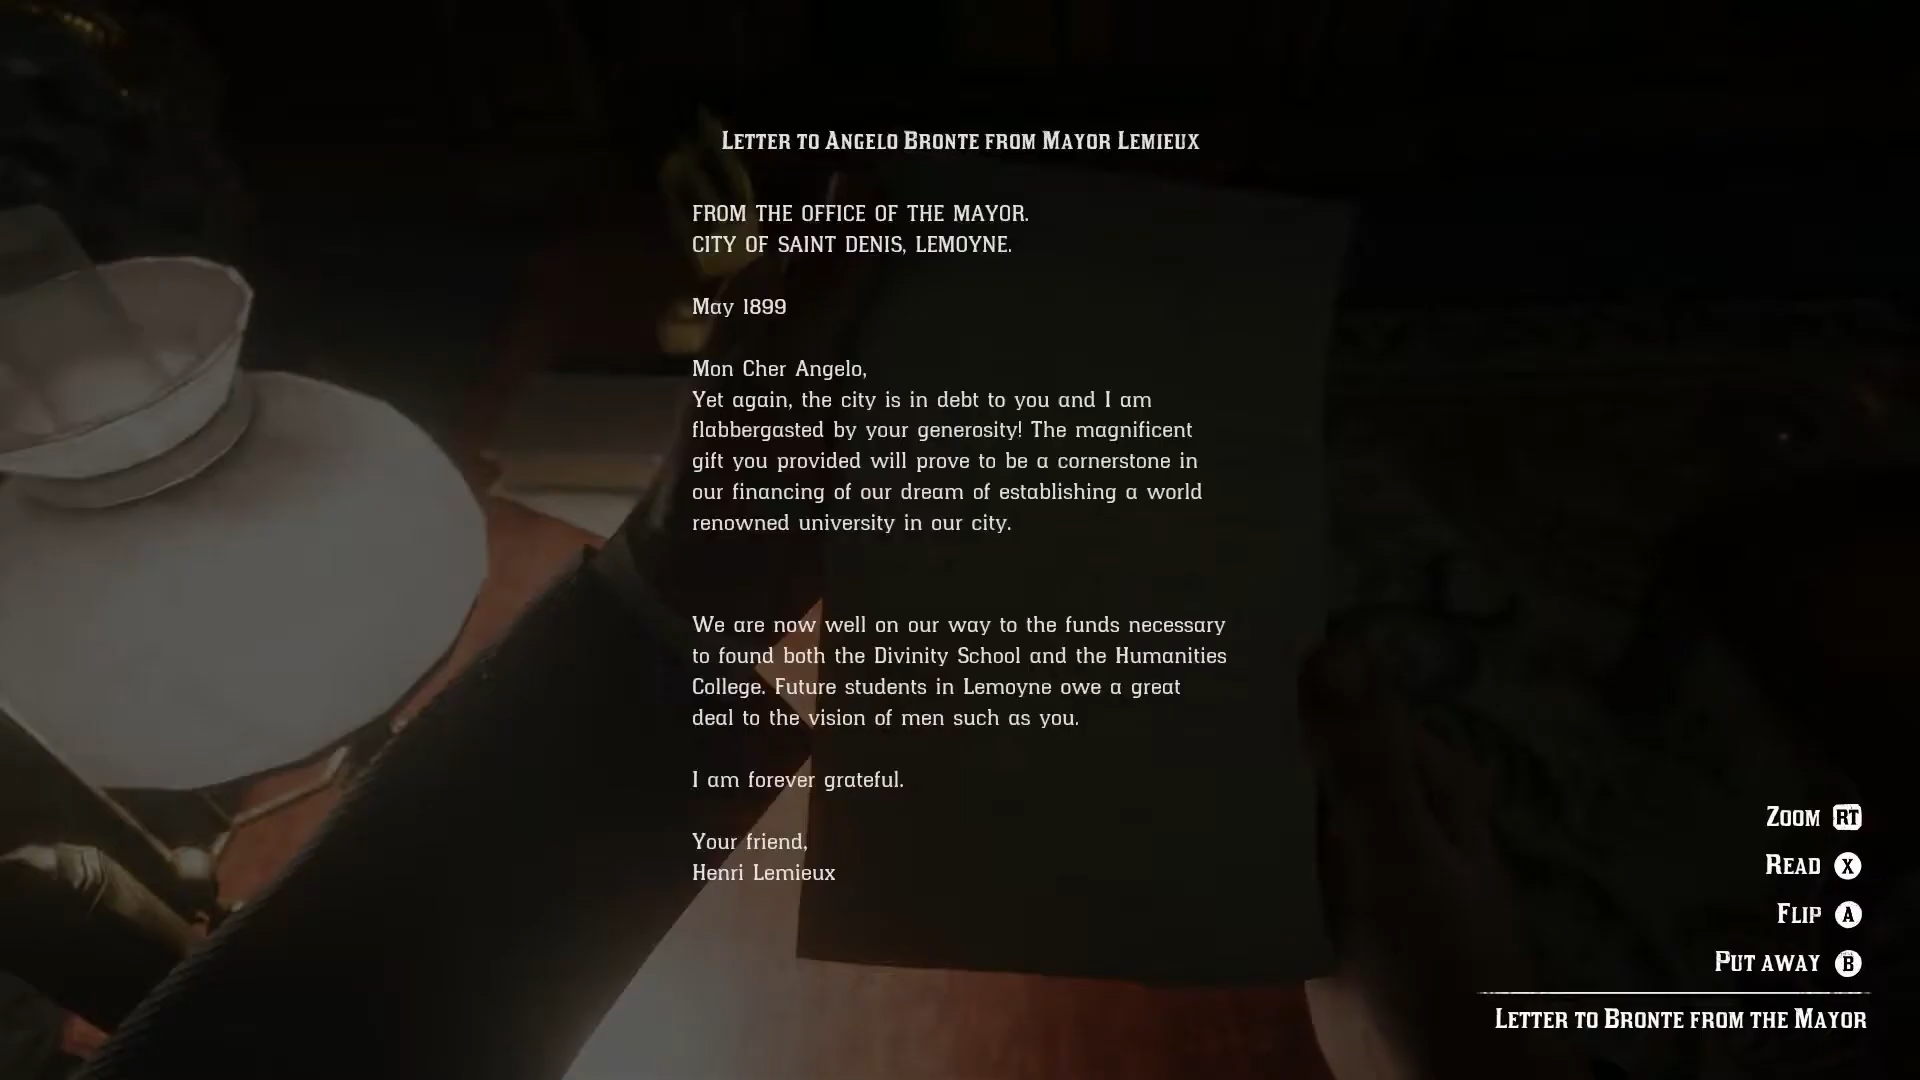 Letter to Angelo Bronte from Mayor Lemieux
FROM THE OFFICE OF THE MAYOR.
CITY OF SAINT DENIS, LEMOYNE.
May 1899
Mon Cher Angelo,
Yet again, the city is in debt to you and I am
flabbergasted by your generosity! The magnificent
gift you provided will prove to be a cornerstone in
our financing of our dream of establishing a world
renowned university in our city.
We are now well on our way to the funds necessary
to found both the Divinity School and the Humanities
College. Future students in Lemoyne owe a great
deal to the vision of men such as you.
I am forever grateful.
Your friend,
Henri Lemieux
Zoom RT
Read X
Flip A
Put away B
Letter to Bronte from the Mayor